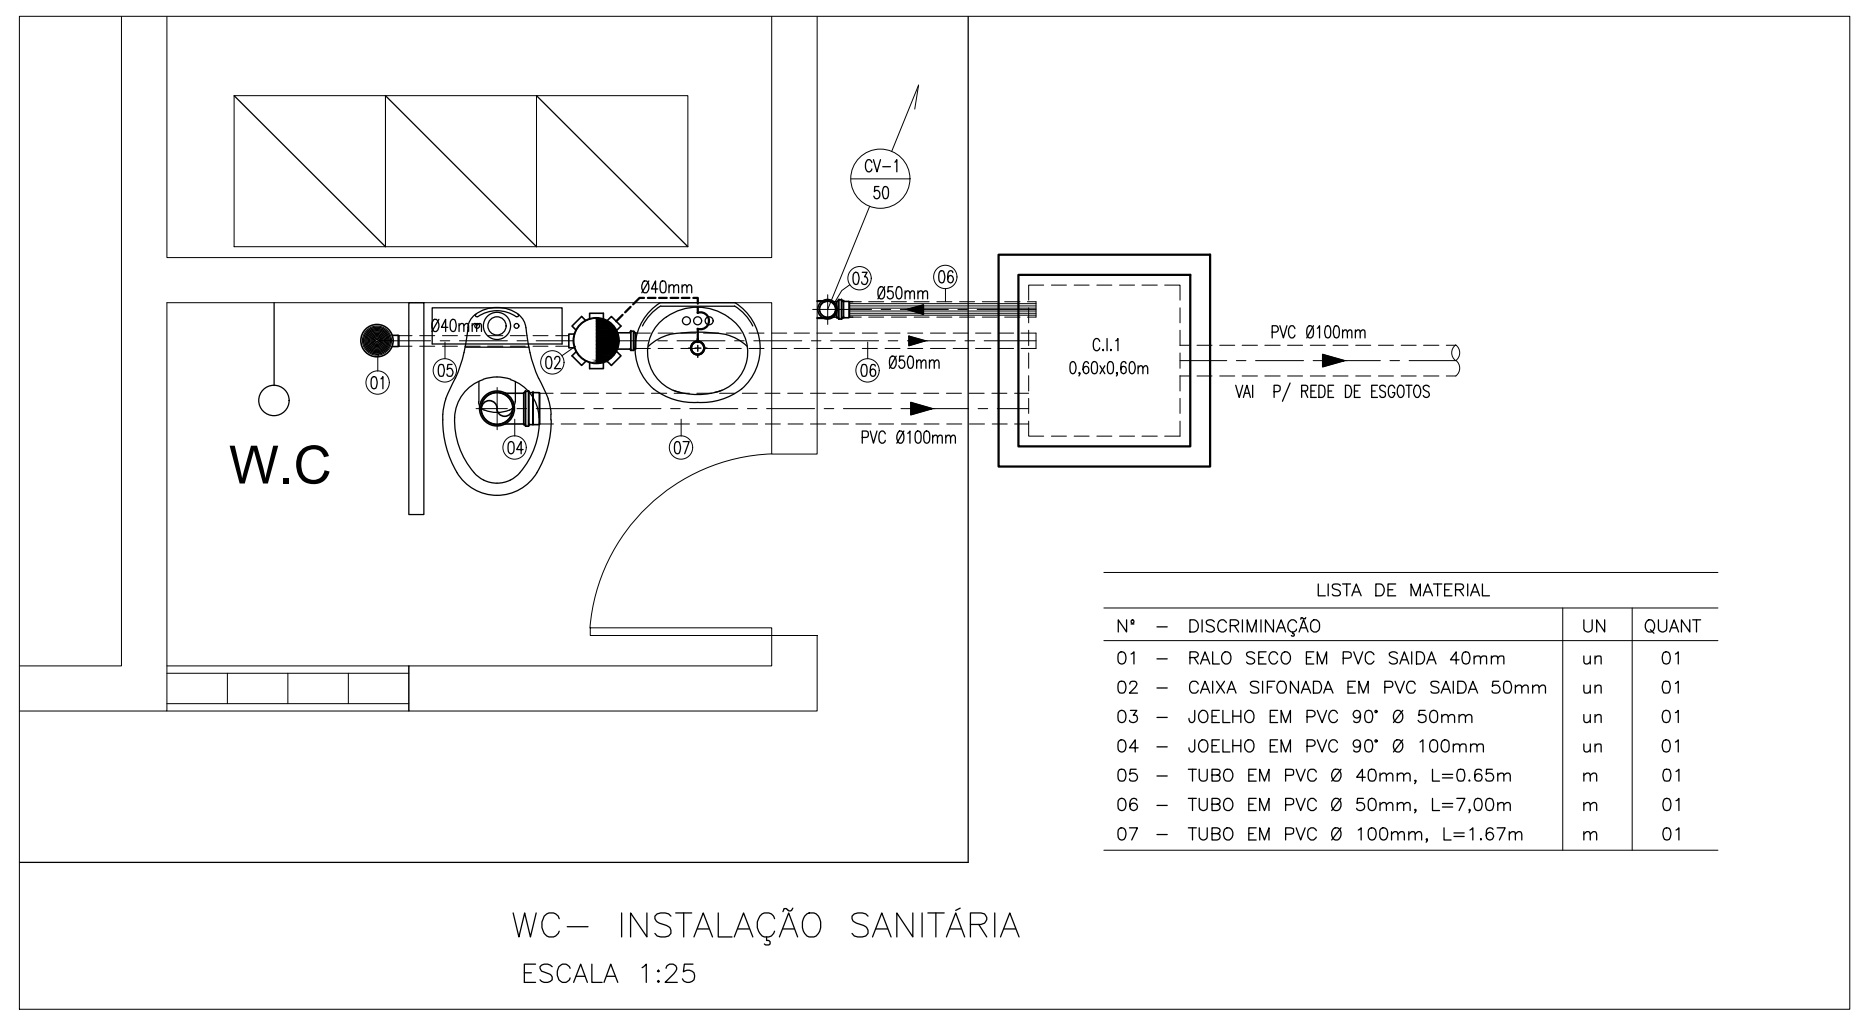 CV-1
50
03
06
Ø50mm
Ø40mm
Ø40mm
01
05
02
06
Ø50mm
C.I.1
0,60x0,60m
PVC Ø100mm
VAI P/ REDE DE ESGOTOS
W.C
04
07
PVC Ø100mm
LISTA DE MATERIAL
Nº - DISCRIMINAÇÃO UN QUANT
01 - RALO SECO EM PVC SAIDA 40mm un 01
02 - CAIXA SIFONADA EM PVC SAIDA 50mm un 01
03 - JOELHO EM PVC 90° Ø 50mm un 01
04 - JOELHO EM PVC 90° Ø 100mm un 01
05 - TUBO EM PVC Ø 40mm, L=0.65m m 01
06 - TUBO EM PVC Ø 50mm, L=7,00m m 01
07 - TUBO EM PVC Ø 100mm, L=1.67m m 01
WC- INSTALAÇÃO SANITÁRIA
ESCALA 1:25